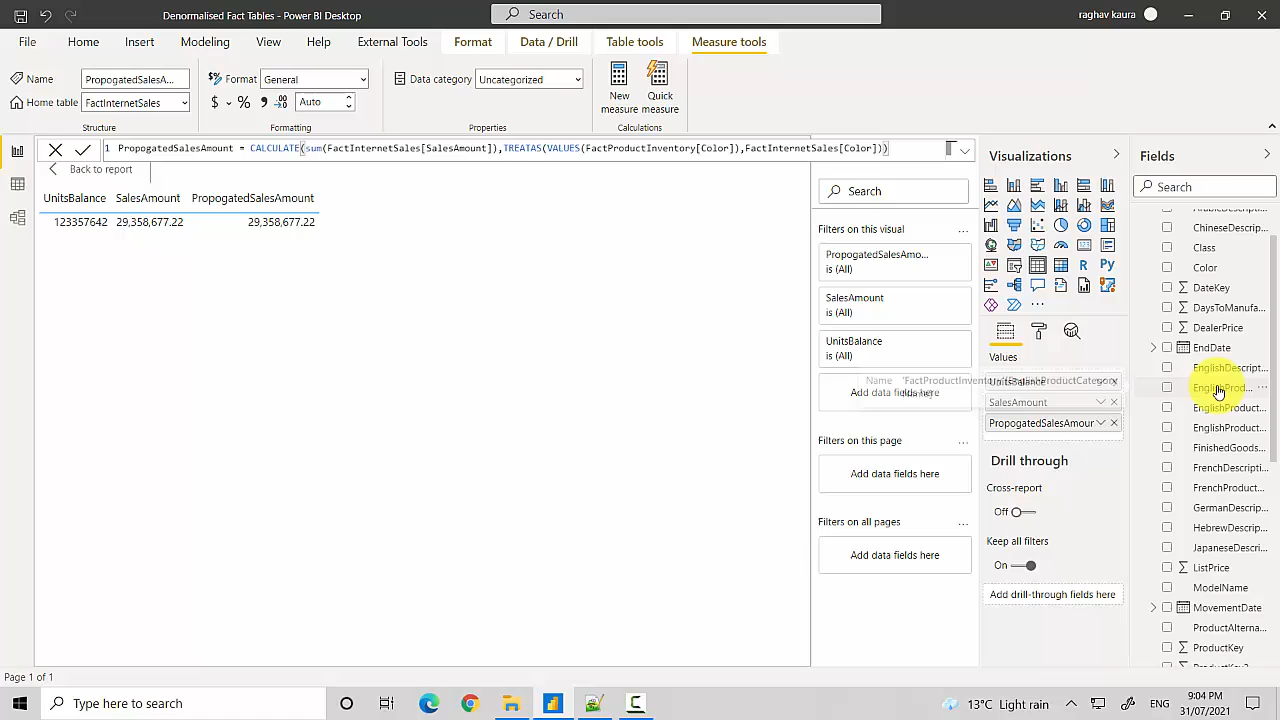 Denormalised Fact Tables - Power BI Desktop
Search
raghav kaura
File
Home
Insert
Modeling
View
Help
External Tools
Format
Data / Drill
Table tools
Measure tools
Name
PropogatedSalesA...
Home table
FactInternetSales
Structure
Format
General
$
%
Auto
Formatting
Data category
Uncategorized
Properties
New
measure
Quick
measure
Calculations
1 PropogatedSalesAmount = CALCULATE(sum(FactInternetSales[SalesAmount]),TREATAS(VALUES(FactProductInventory[Color]),FactInternetSales[Color]))
Back to report
UnitsBalance SalesAmount PropogatedSalesAmount
123357642 29,358,677.22 29,358,677.22
Search
Filters on this visual
...
PropogatedSalesAmo...
is (All)
SalesAmount
is (All)
UnitsBalance
is (All)
Add data fields here
Filters on this page
...
Add data fields here
Filters on all pages
...
Add data fields here
Visualizations
R
Py
...
Values
UnitsBalance
SalesAmount
PropogatedSalesAmour
Name
Drill through
Cross-report
Off
Keep all filters
On
Add drill-through fields here
Fields
Search
ChineseDescrip...
Class
Color
DateKey
DaysToManufa...
DealerPrice
EndDate
EnglishDescript...
EnglishProd...
EnglishProduct...
EnglishProduct...
FinishedGoods...
FrenchDescripti...
FrenchProduct...
GermanDescrip...
HebrewDescrip...
JapaneseDescri...
ListPrice
ModelName
MovementDate
ProductAlterna...
ProductKey
Page 1 of 1
Type here to search
13°C Light rain
ENG
9:04 PM
31/07/2021